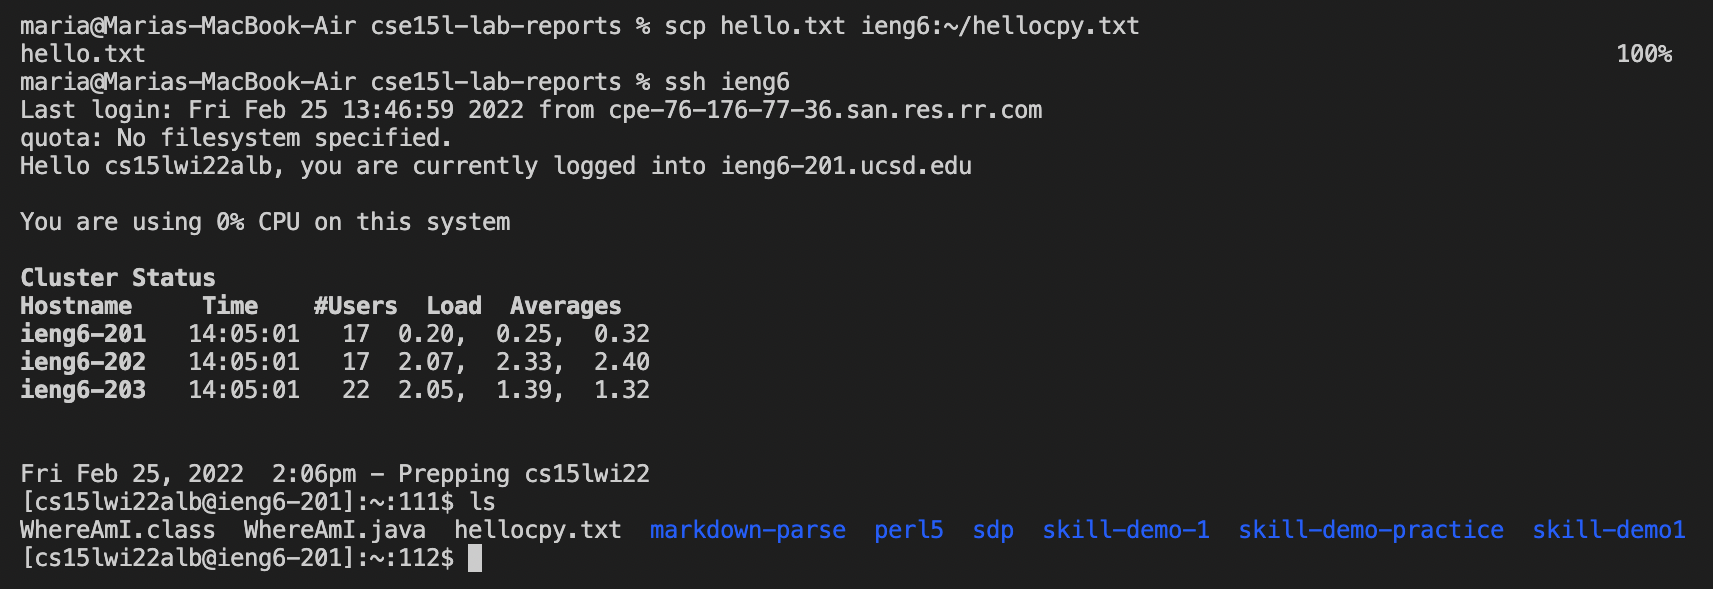 maria@Marias-MacBook-Air cse15l-lab-reports % scp hello.txt ieng6:~/hellocpy.txt
hello.txt 100%
maria@Marias-MacBook-Air cse15l-lab-reports % ssh ieng6
Last login: Fri Feb 25 13:46:59 2022 from cpe-76-176-77-36.san.res.rr.com
quota: No filesystem specified.
Hello cs15lwi22alb, you are currently logged into ieng6-201.ucsd.edu
You are using 0% CPU on this system
Cluster Status
Hostname Time #Users Load Averages
ieng6-201 14:05:01 17 0.20, 0.25, 0.32
ieng6-202 14:05:01 17 2.07, 2.33, 2.40
ieng6-203 14:05:01 22 2.05, 1.39, 1.32
Fri Feb 25, 2022 2:06pm - Prepping cs15lwi22
[cs15lwi22alb@ieng6-201]:~:111$ ls
WhereAmI.class WhereAmI.java hellocpy.txt markdown-parse perl5 sdp skill-demo-1 skill-demo-practice skill-demo1
[cs15lwi22alb@ieng6-201]:~:112$